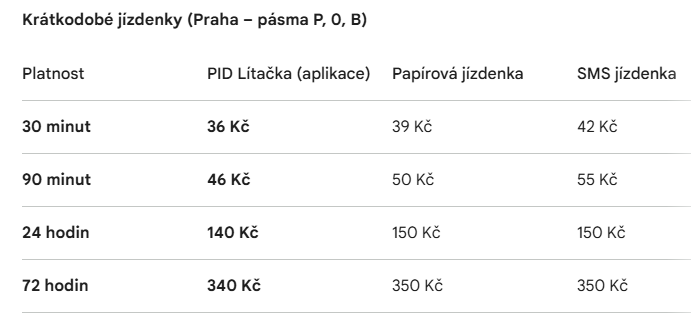 Krátkodobé jízdenky (Praha – pásma P, 0, B)
Platnost PID Lítačka (aplikace) Papírová jízdenka SMS jízdenka
30 minut 36 Kč 39 Kč 42 Kč
90 minut 46 Kč 50 Kč 55 Kč
24 hodin 140 Kč 150 Kč 150 Kč
72 hodin 340 Kč 350 Kč 350 Kč